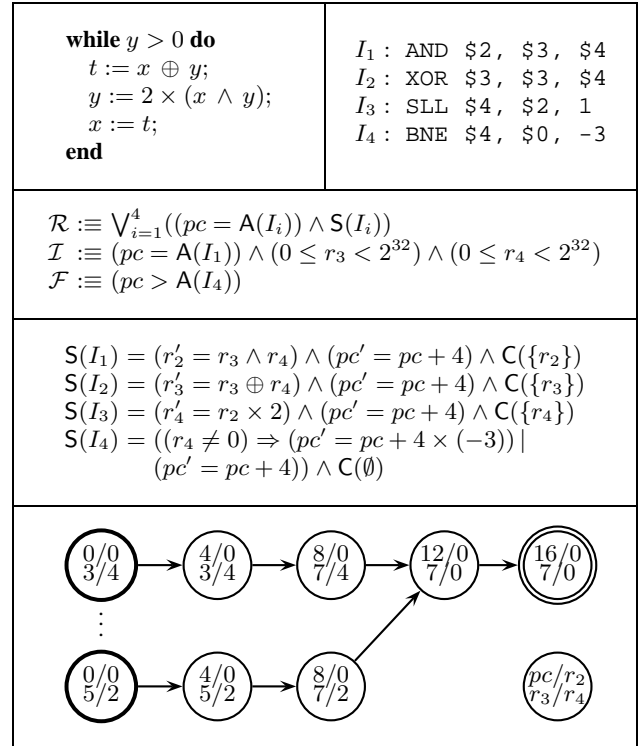 while y > 0 do
t := x ⊕ y;
y := 2 × (x ∧ y);
x := t;
end
I₁ : AND $2, $3, $4
I₂ : XOR $3, $3, $4
I₃ : SLL $4, $2, 1
I₄ : BNE $4, $0, -3
ℛ :≡ ⋁⁴ᵢ₌₁((pc = A(Iᵢ)) ∧ S(Iᵢ))
ℐ :≡ (pc = A(I₁)) ∧ (0 ≤ r₃ < 2³²) ∧ (0 ≤ r₄ < 2³²)
ℱ :≡ (pc > A(I₄))
S(I₁) = (r′₂ = r₃ ∧ r₄) ∧ (pc′ = pc + 4) ∧ C({r₂})
S(I₂) = (r′₃ = r₃ ⊕ r₄) ∧ (pc′ = pc + 4) ∧ C({r₃})
S(I₃) = (r′₄ = r₂ × 2) ∧ (pc′ = pc + 4) ∧ C({r₄})
S(I₄) = ((r₄ ≠ 0) ⇒ (pc′ = pc + 4 × (−3)) |
(pc′ = pc + 4)) ∧ C(∅)
0/0
3/4
4/0
3/4
8/0
7/4
12/0
7/0
16/0
7/0
⋮
0/0
5/2
4/0
5/2
8/0
7/2
pc/r₂
r₃/r₄